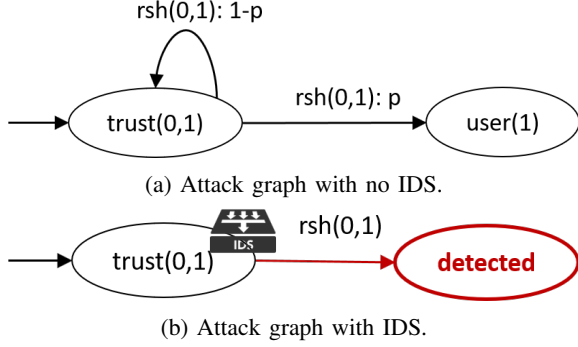 rsh(0,1): 1-p
rsh(0,1): p
trust(0,1)
user(1)
(a) Attack graph with no IDS.
IDS
rsh(0,1)
trust(0,1)
detected
(b) Attack graph with IDS.